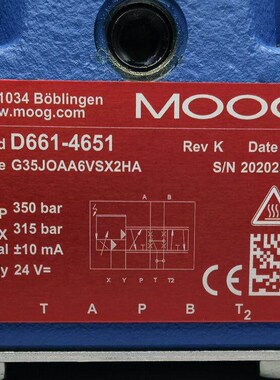 1034 Böblingen
w.moog.com
MOOG
D661-4651
Rev K Date
G35JOAA6VSX2HA
S/N 20202
P 350 bar
X 315 bar
al ±10 mA
y 24 V=
A B
X Y P T T2
T A P B T2